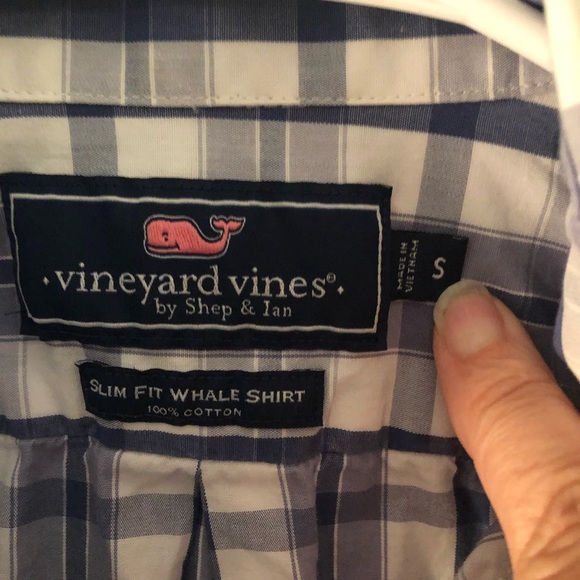 ·vineyard vines®·
by Shep & Ian
MADE IN
VIETNAM
S
SLIM FIT WHALE SHIRT
100% COTTON